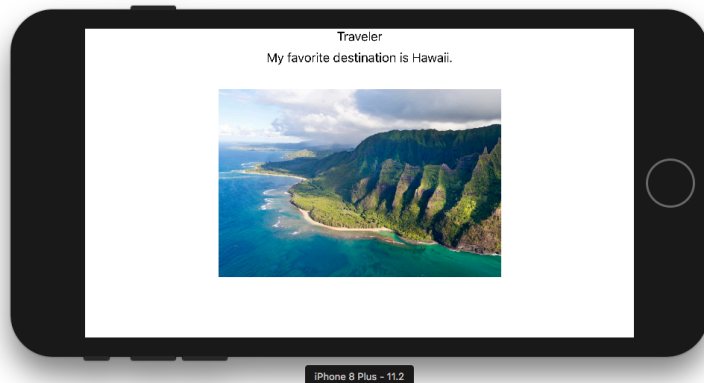 Traveler
My favorite destination is Hawaii.
iPhone 8 Plus - 11.2